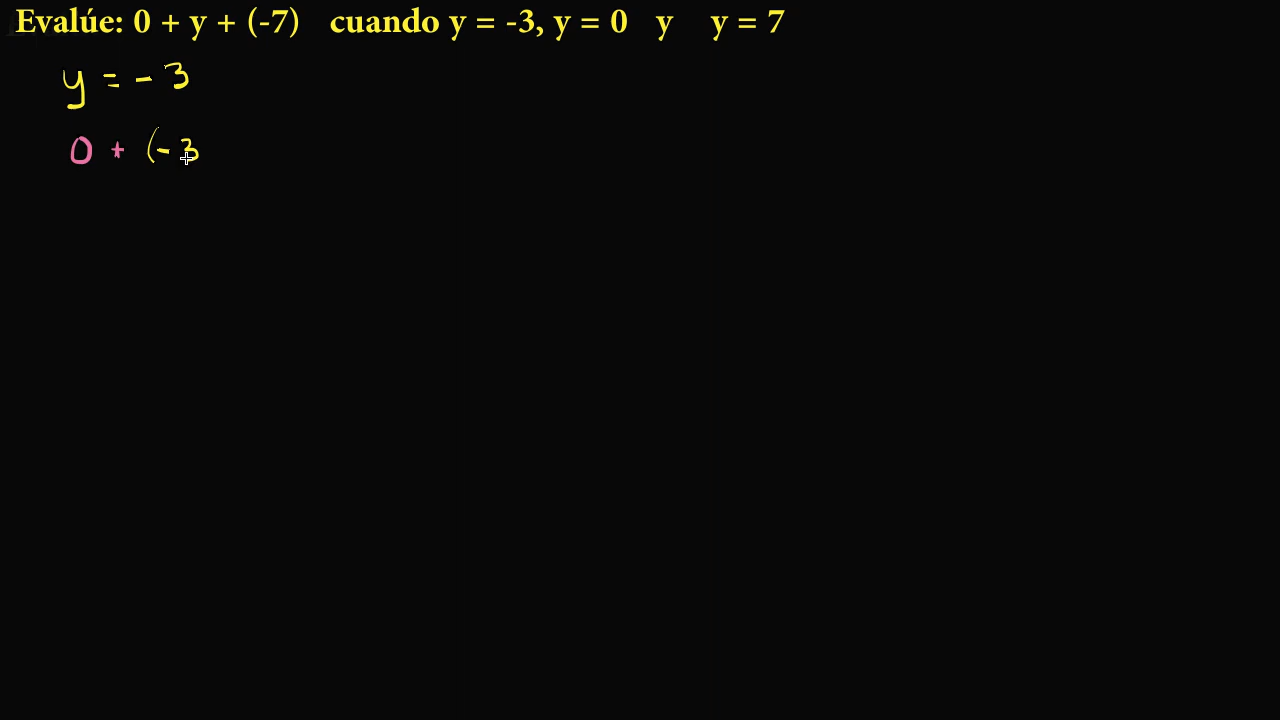 Evalúe: 0 + y + (-7) cuando y = -3, y = 0 y y = 7
y = - 3
0 + (- 3